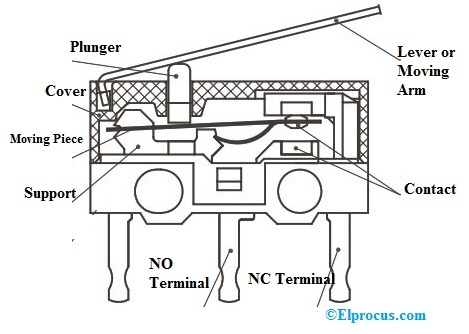 Plunger
Lever or
Moving
Arm
Cover
Moving Piece
Support
Contact
NO
Terminal
NC Terminal
©Elprocus.com